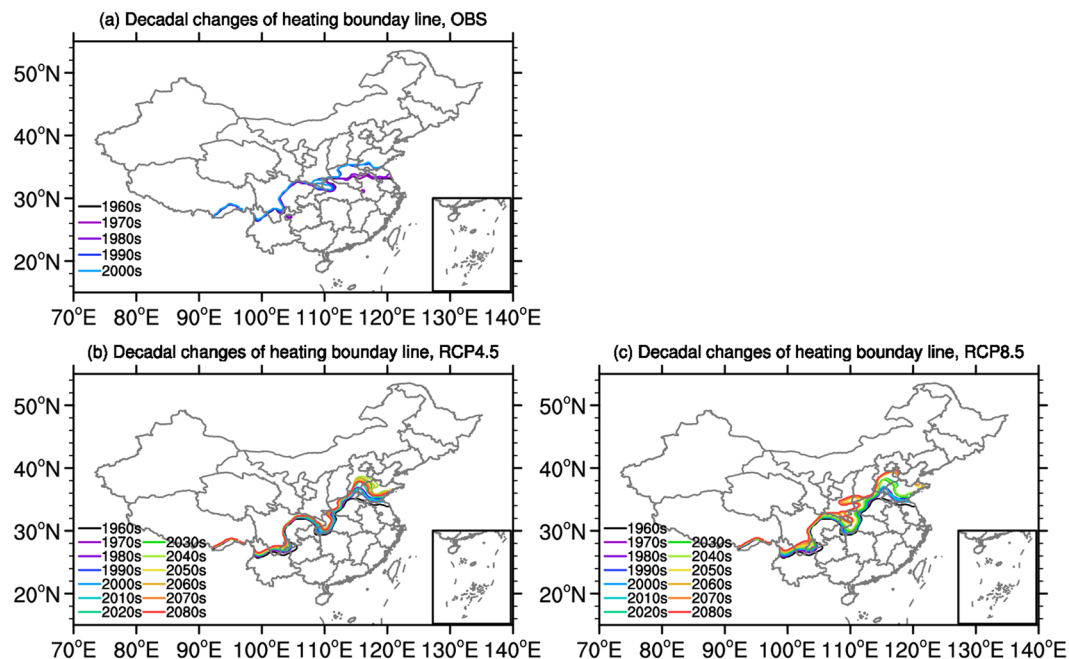 (a) Decadal changes of heating bounday line, OBS
50°N
40°N
30°N
20°N
1960s
1970s
1980s
1990s
2000s
70°E 80°E 90°E 100°E 110°E 120°E 130°E 140°E
(b) Decadal changes of heating bounday line, RCP4.5
50°N
40°N
30°N
20°N
1960s
1970s 2030s
1980s 2040s
1990s 2050s
2000s 2060s
2010s 2070s
2020s 2080s
70°E 80°E 90°E 100°E 110°E 120°E 130°E 140°E
(c) Decadal changes of heating bounday line, RCP8.5
50°N
40°N
30°N
20°N
1960s
1970s 2030s
1980s 2040s
1990s 2050s
2000s 2060s
2010s 2070s
2020s 2080s
70°E 80°E 90°E 100°E 110°E 120°E 130°E 140°E